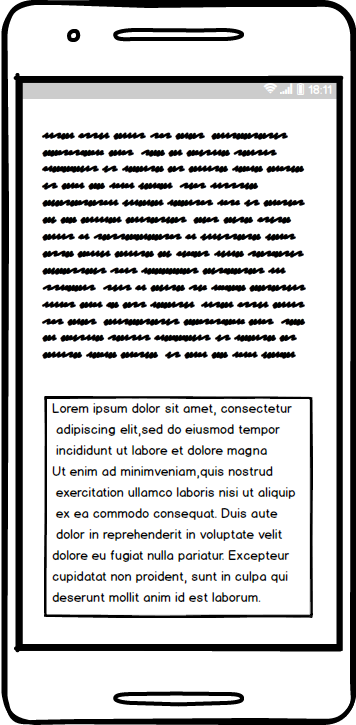 18:11
Lorem ipsum dolor sit amet, consectetur
adipiscing elit,sed do eiusmod tempor
incididunt ut labore et dolore magna
Ut enim ad minimveniam,quis nostrud
exercitation ullamco laboris nisi ut aliquip
ex ea commodo consequat. Duis aute
dolor in reprehenderit in voluptate velit
dolore eu fugiat nulla pariatur. Excepteur
cupidatat non proident, sunt in culpa qui
deserunt mollit anim id est laborum.